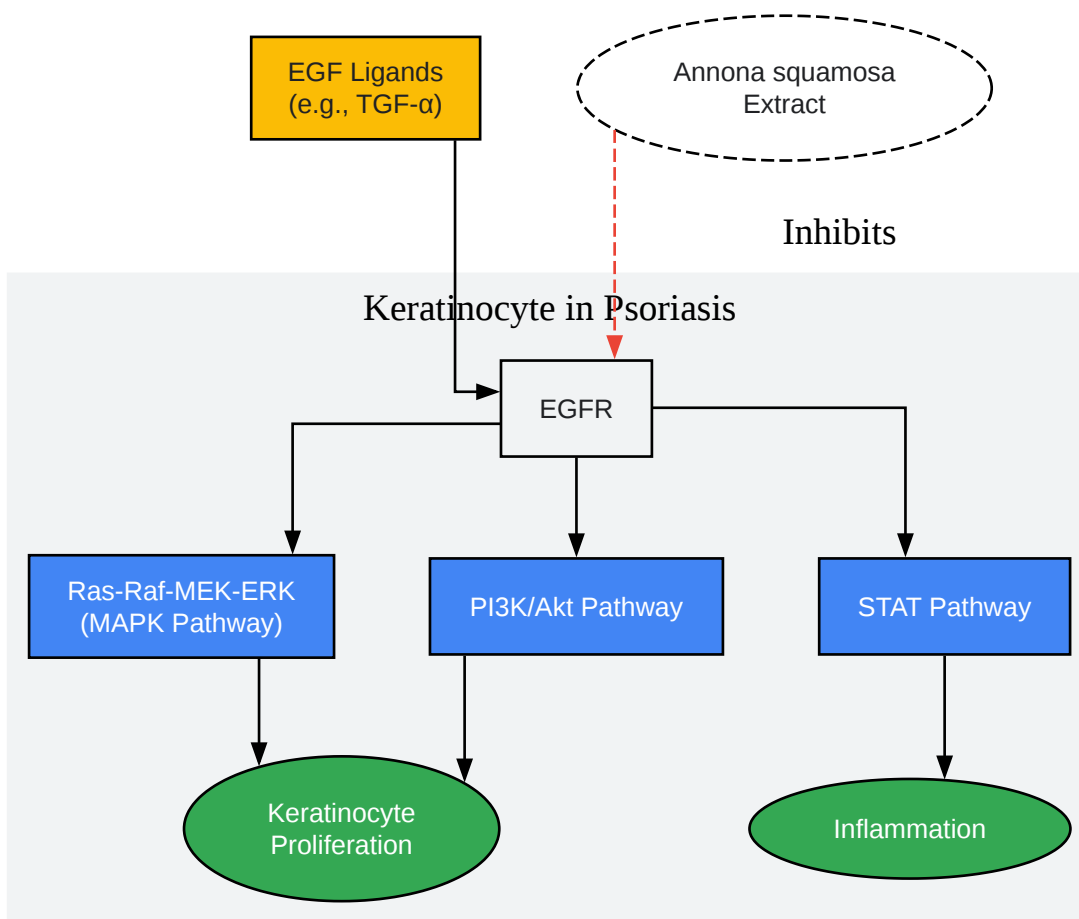 EGF Ligands
(e.g., TGF-α)
Annona squamosa
Extract
Inhibits
Keratinocyte in Psoriasis
EGFR
Ras-Raf-MEK-ERK
(MAPK Pathway)
PI3K/Akt Pathway
STAT Pathway
Keratinocyte
Proliferation
Inflammation